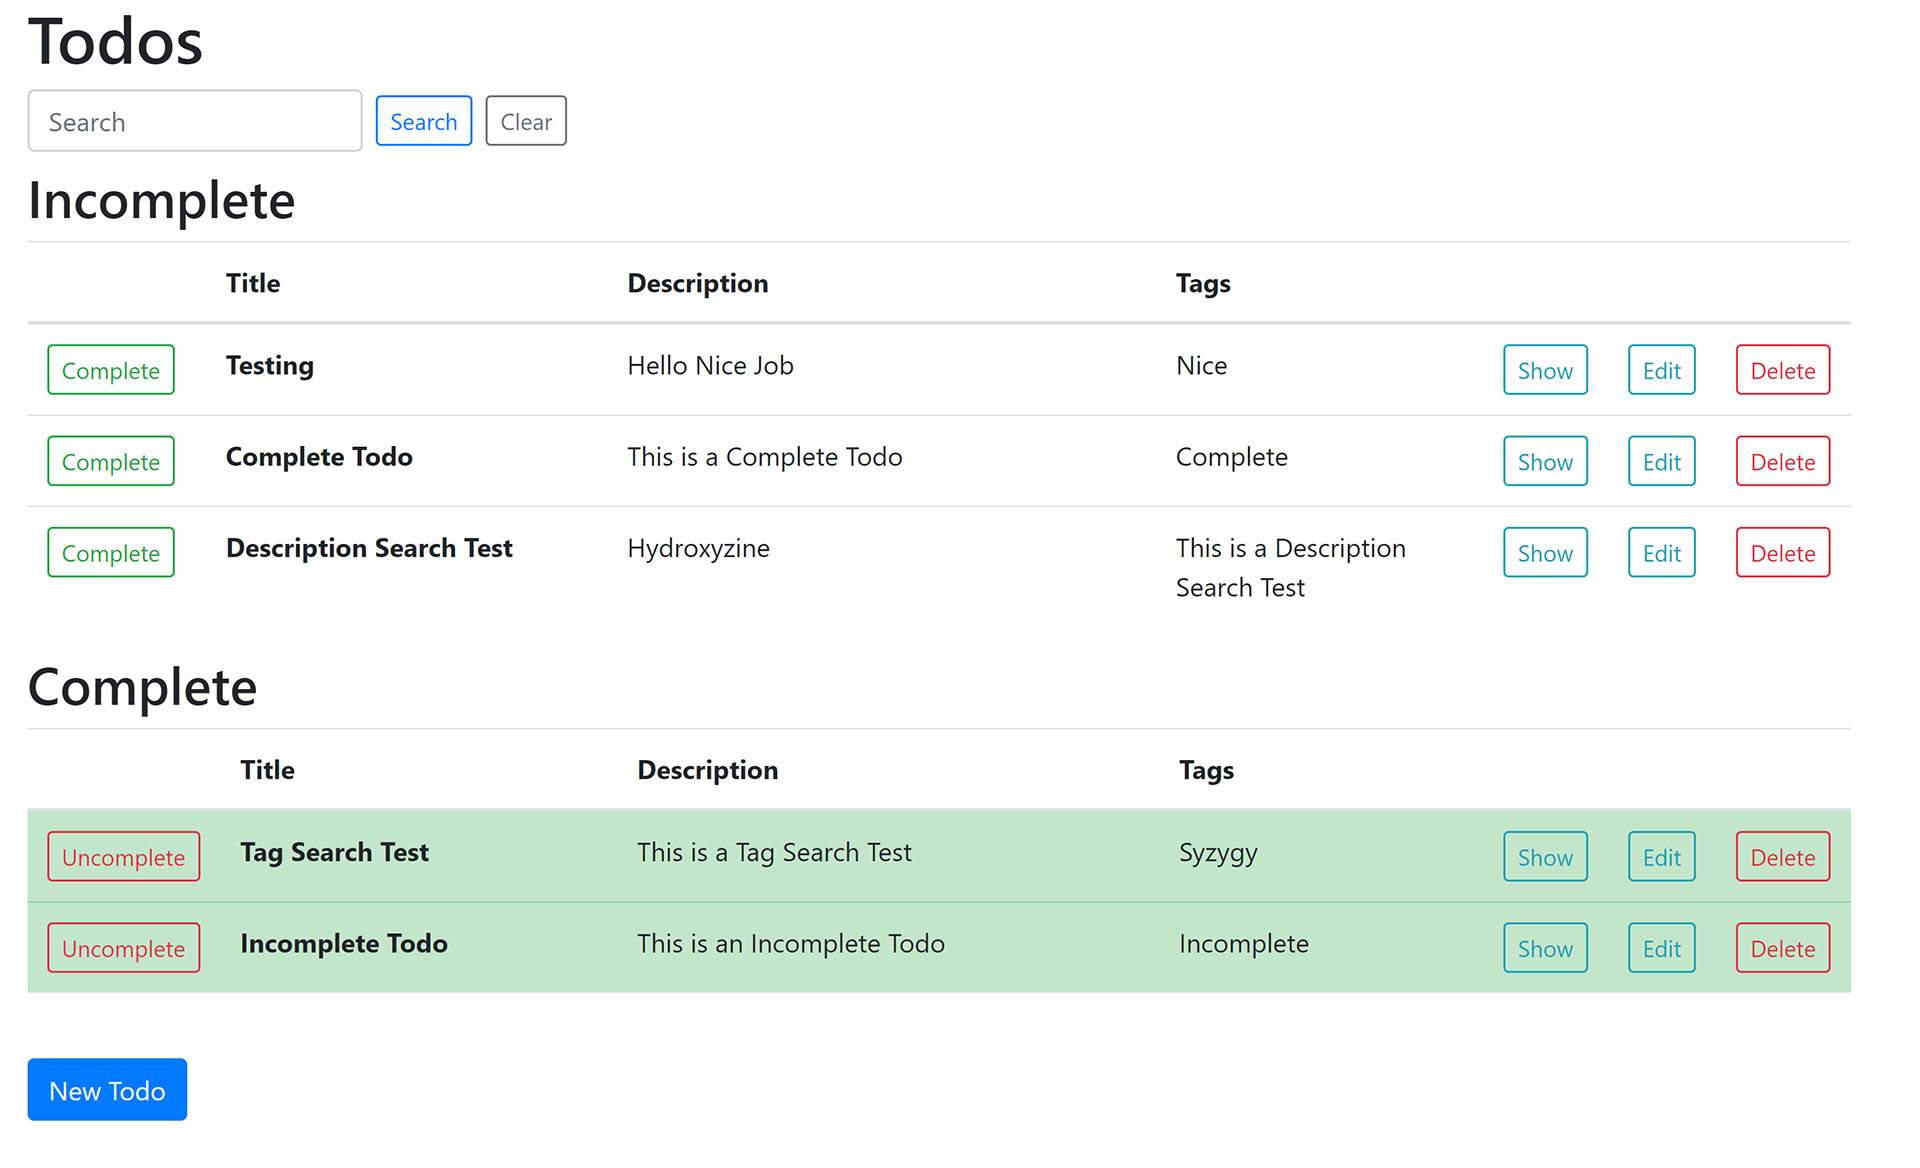 Todos
Search Search Clear
Incomplete
Title Description Tags
Complete Testing Hello Nice Job Nice Show Edit Delete
Complete Complete Todo This is a Complete Todo Complete Show Edit Delete
Complete Description Search Test Hydroxyzine This is a Description Show Edit Delete
Search Test
Complete
Title Description Tags
Uncomplete Tag Search Test This is a Tag Search Test Syzygy Show Edit Delete
Uncomplete Incomplete Todo This is an Incomplete Todo Incomplete Show Edit Delete
New Todo